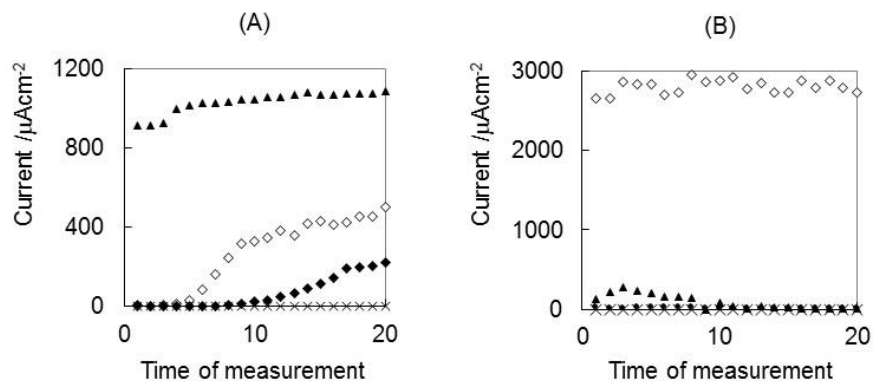 (A)
Current /µAcm-2
1200
800
400
0
0 10 20
Time of measurement
(B)
Current /µAcm-2
3000
2000
1000
0
0 10 20
Time of measurement